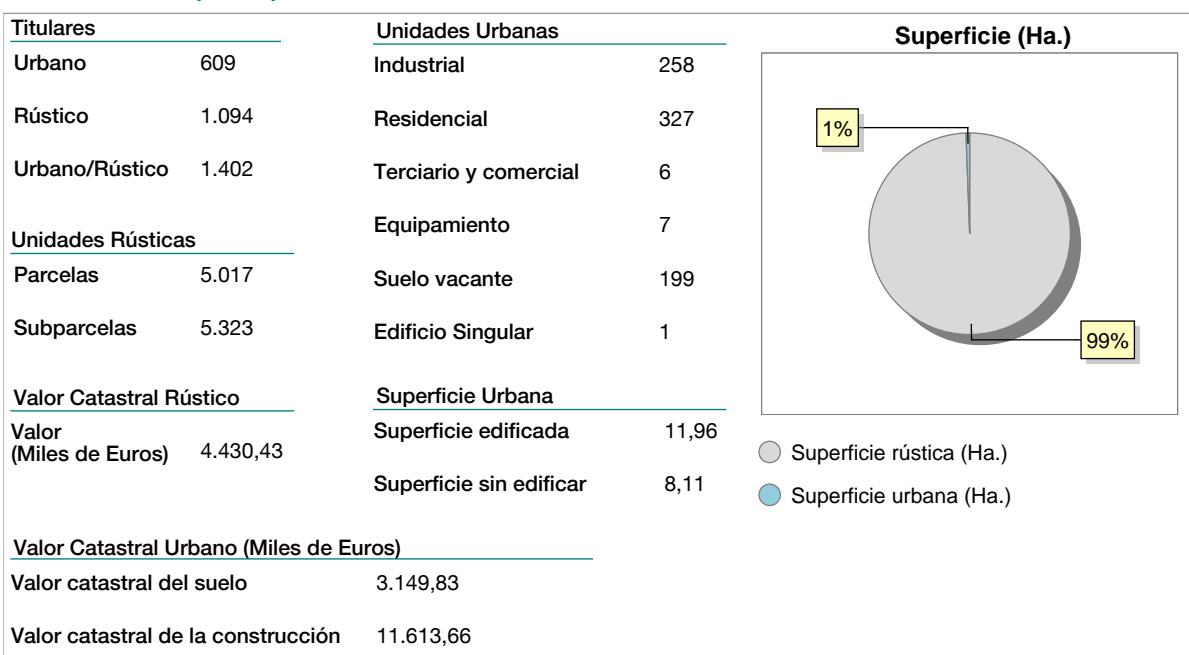 Titulares
Urbano 609
Rústico 1.094
Urbano/Rústico 1.402
Unidades Rústicas
Parcelas 5.017
Subparcelas 5.323
Valor Catastral Rústico
Valor
(Miles de Euros) 4.430,43
Unidades Urbanas
Industrial 258
Residencial 327
Terciario y comercial 6
Equipamiento 7
Suelo vacante 199
Edificio Singular 1
Superficie Urbana
Superficie edificada 11,96
Superficie sin edificar 8,11
Valor Catastral Urbano (Miles de Euros)
Valor catastral del suelo 3.149,83
Valor catastral de la construcción 11.613,66
Superficie (Ha.)
1%
99%
Superficie rústica (Ha.)
Superficie urbana (Ha.)